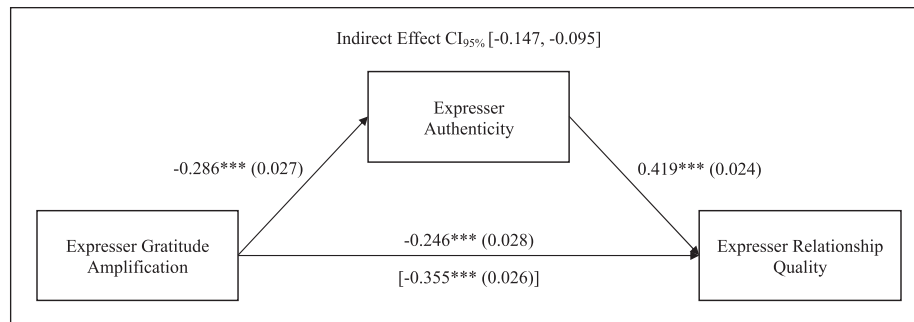 Indirect Effect CI95% [-0.147, -0.095]
Expresser
Authenticity
-0.286*** (0.027)
0.419*** (0.024)
Expresser Gratitude
Amplification
-0.246*** (0.028)
[-0.355*** (0.026)]
Expresser Relationship
Quality